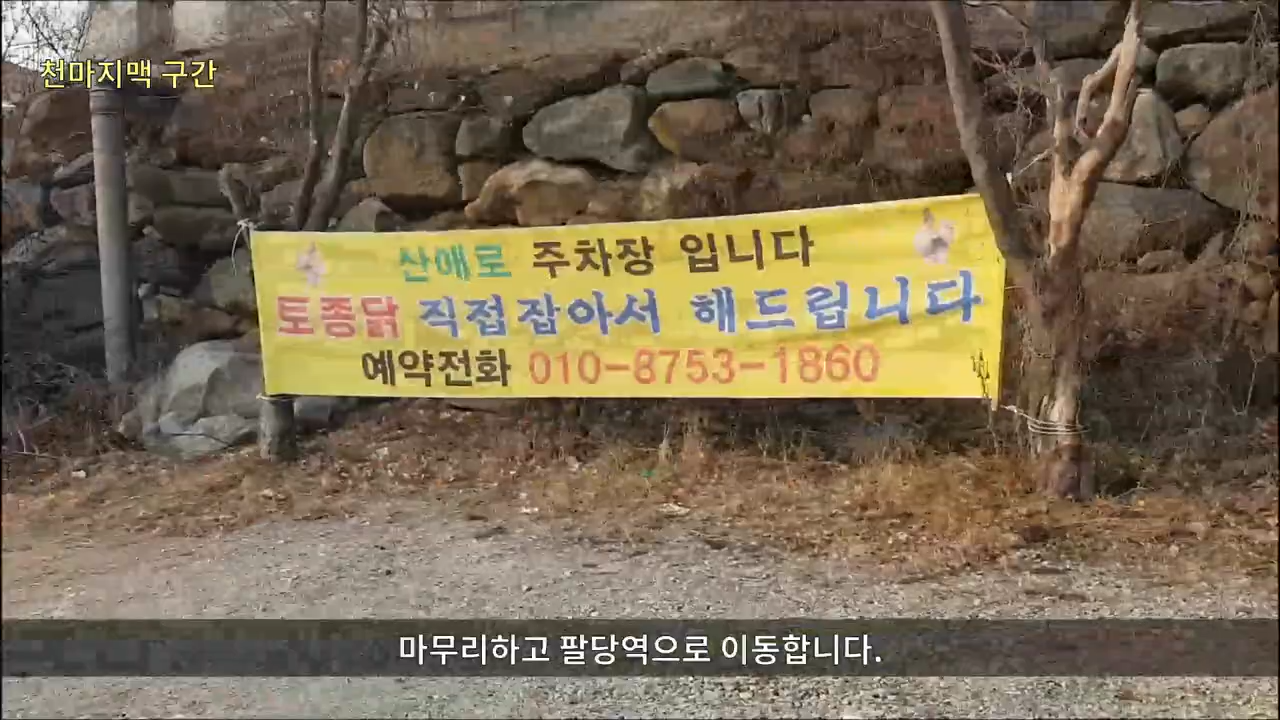 천마지맥 구간
산애로 주차장 입니다
토종닭 직접잡아서 해드립니다
예약전화 010-8753-1860
마무리하고 팔당역으로 이동합니다.